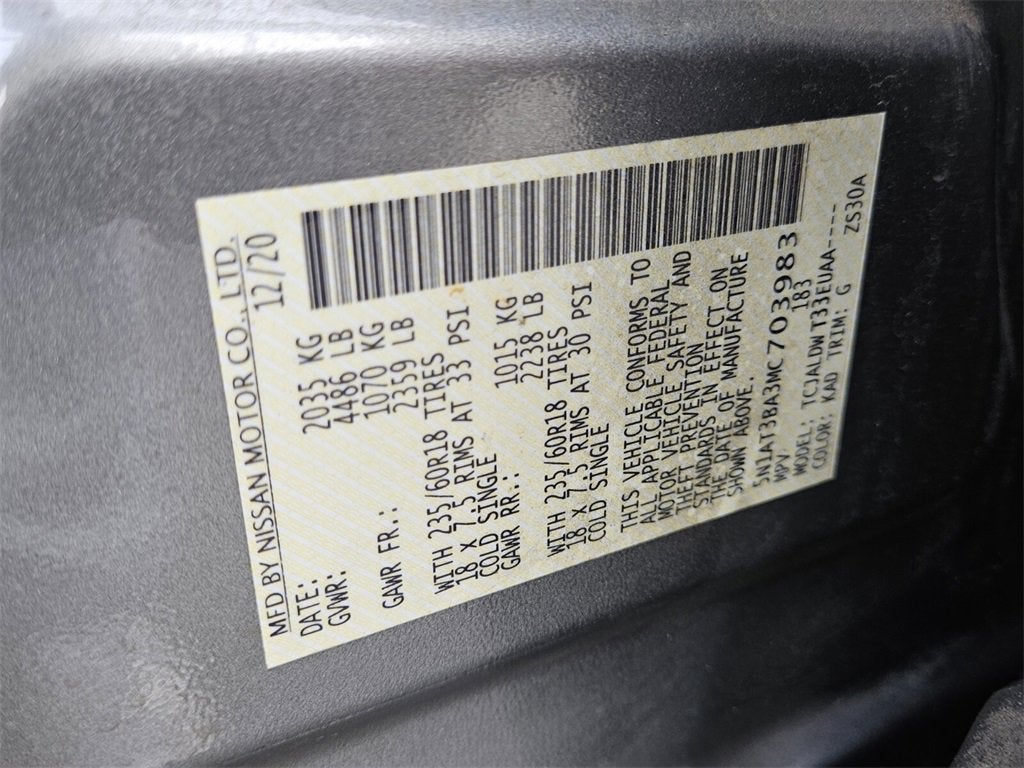 MFD BY NISSAN MOTOR CO., LTD.
DATE: 12/20
GVWR: 2035 KG
4486 LB
GAWR FR.: 1070 KG
2359 LB
WITH 235/60R18 TIRES
18 X 7.5 RIMS AT 33 PSI
COLD SINGLE
GAWR RR.: 1015 KG
2238 LB
WITH 235/60R18 TIRES
18 X 7.5 RIMS AT 30 PSI
COLD SINGLE
THIS VEHICLE CONFORMS TO
ALL APPLICABLE FEDERAL
MOTOR VEHICLE SAFETY AND
THEFT PREVENTION
STANDARDS IN EFFECT ON
THE DATE OF MANUFACTURE
SHOWN ABOVE.
5N1AT3BA3MC703983
MPV 183
MODEL: TCJALDWT33EUAA----
COLOR: KAD TRIM: G ZS30A